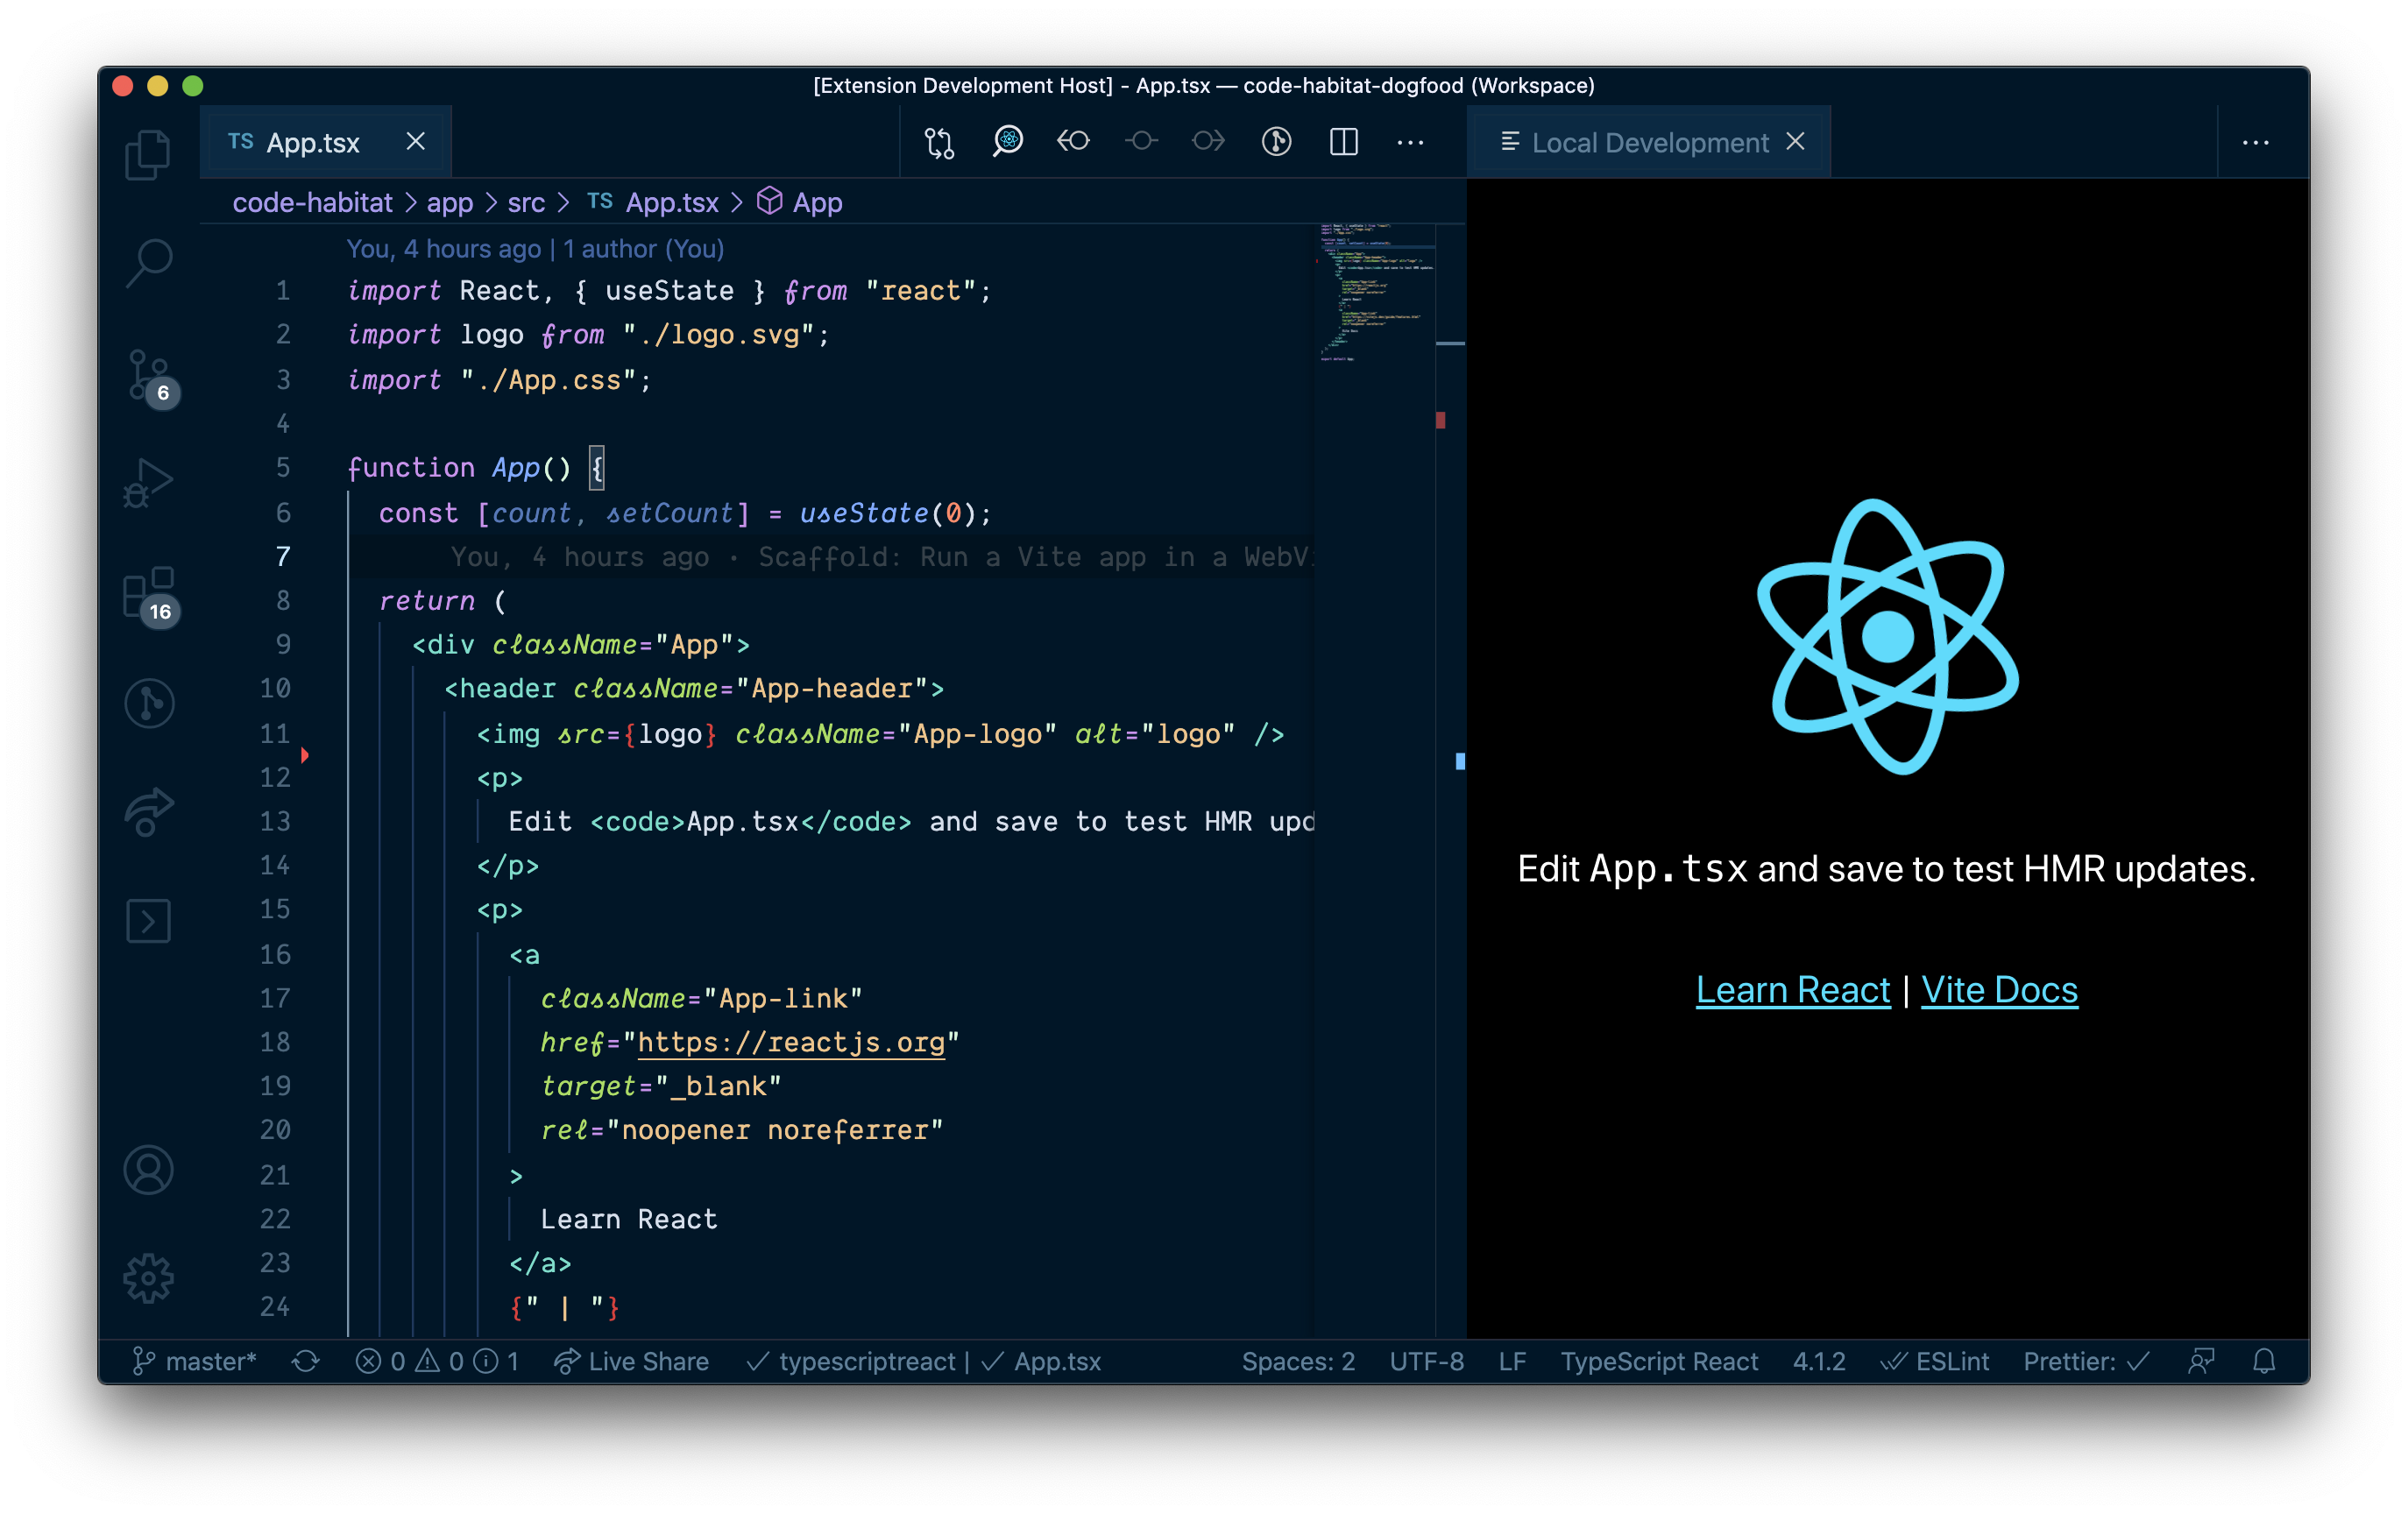 [Extension Development Host] - App.tsx — code-habitat-dogfood (Workspace)
TS App.tsx
Local Development
code-habitat > app > src > TS App.tsx > App
You, 4 hours ago | 1 author (You)
1 import React, { useState } from "react";
2 import logo from "./logo.svg";
3 import "./App.css";
4
5 function App() {
6 const [count, setCount] = useState(0);
7 You, 4 hours ago · Scaffold: Run a Vite app in a WebVi
8 return (
9 <div className="App">
10 <header className="App-header">
11 <img src={logo} className="App-logo" alt="logo" />
12 <p>
13 Edit <code>App.tsx</code> and save to test HMR upd
14 </p>
15 <p>
16 <a
17 className="App-link"
18 href="https://reactjs.org"
19 target="_blank"
20 rel="noopener noreferrer"
21 >
22 Learn React
23 </a>
24 {" | "}
6
16
Edit App.tsx and save to test HMR updates.
Learn React | Vite Docs
master* 0 0 1 Live Share ✓ typescriptreact | ✓ App.tsx Spaces: 2 UTF-8 LF TypeScript React 4.1.2 ESLint Prettier: ✓